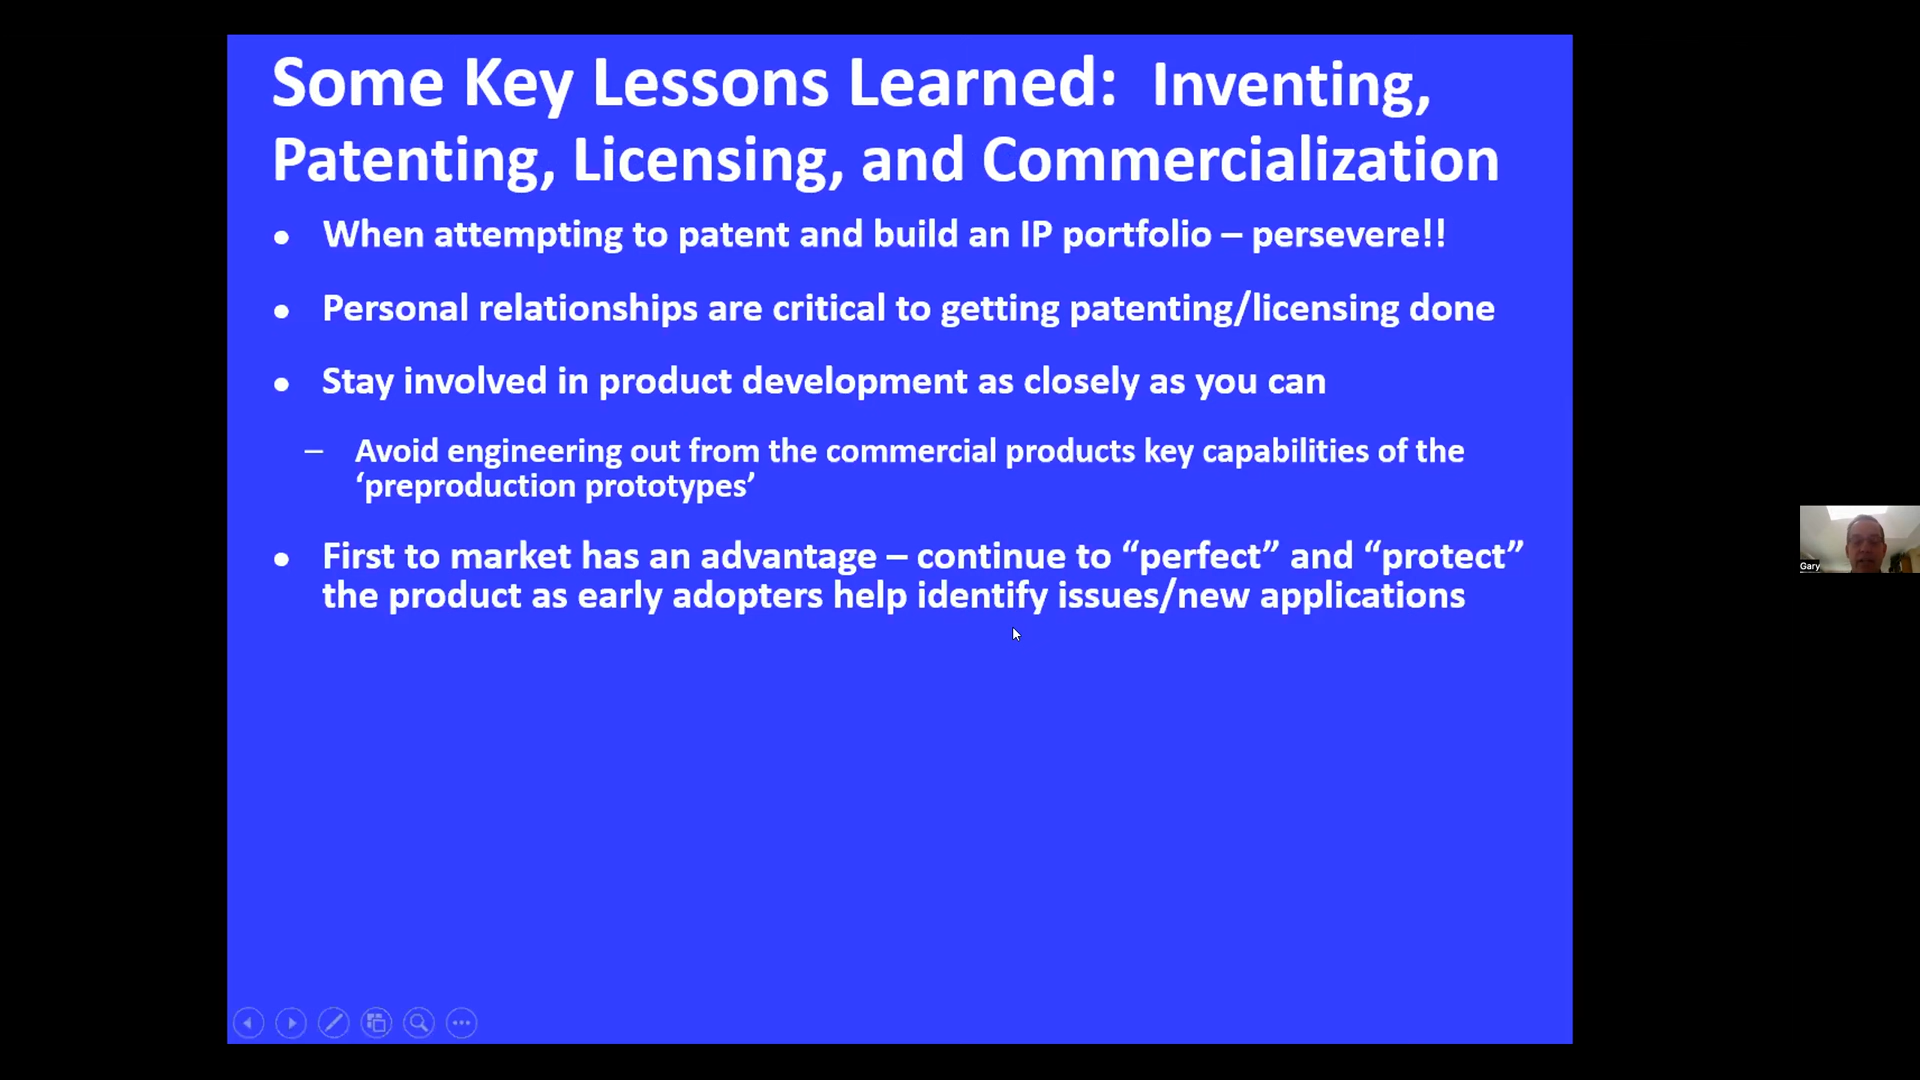 Some Key Lessons Learned: Inventing,
Patenting, Licensing, and Commercialization
• When attempting to patent and build an IP portfolio – persevere!!
• Personal relationships are critical to getting patenting/licensing done
• Stay involved in product development as closely as you can
– Avoid engineering out from the commercial products key capabilities of the
‘preproduction prototypes’
• First to market has an advantage – continue to “perfect” and “protect”
the product as early adopters help identify issues/new applications
Gary